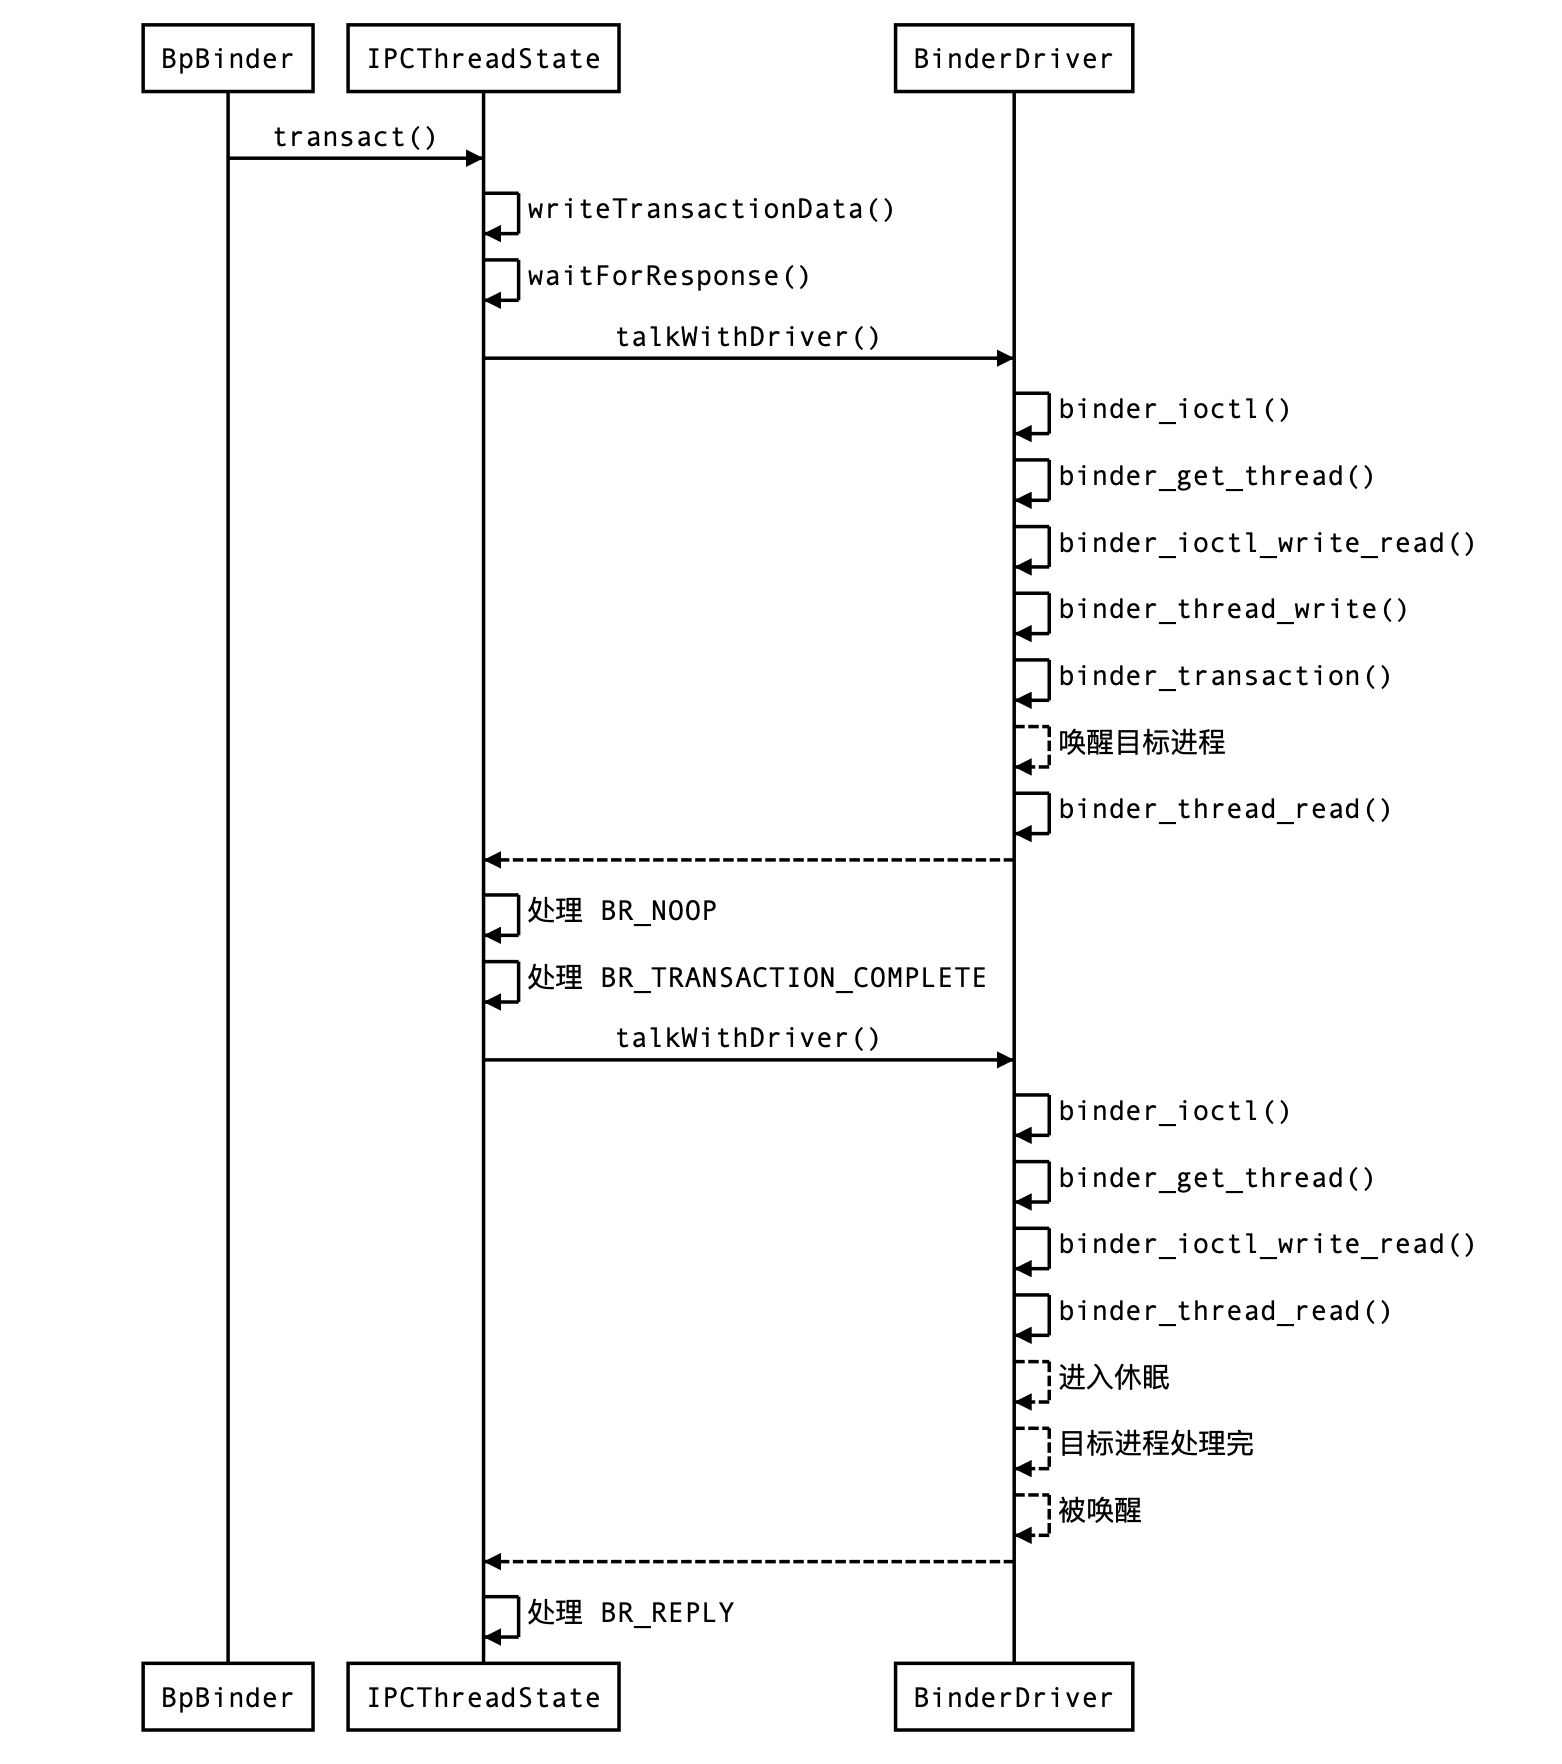 BpBinder
IPCThreadState
BinderDriver
transact()
writeTransactionData()
waitForResponse()
talkWithDriver()
binder_ioctl()
binder_get_thread()
binder_ioctl_write_read()
binder_thread_write()
binder_transaction()
唤醒目标进程
binder_thread_read()
处理 BR_NOOP
处理 BR_TRANSACTION_COMPLETE
talkWithDriver()
binder_ioctl()
binder_get_thread()
binder_ioctl_write_read()
binder_thread_read()
进入休眠
目标进程处理完
被唤醒
处理 BR_REPLY
BpBinder
IPCThreadState
BinderDriver